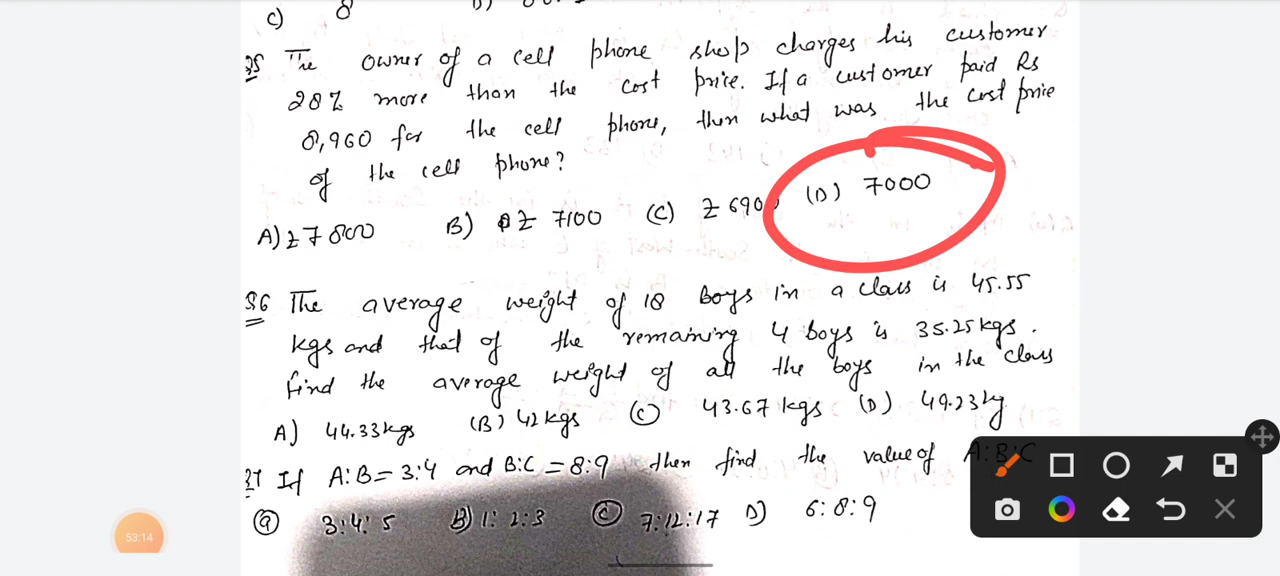 C) 8
35 The owner of a cell phone shop charges his customer
28% more than the cost price. If a customer paid Rs
8,960 for the cell phone, then what was the cost price
of the cell phone?
A) ₹7800 B) ₹ 7100 (C) ₹ 690 (D) 7000
36 The average weight of 18 boys in a class is 45.55
kgs and that of the remaining 4 boys is 35.25kgs.
find the average weight of all the boys in the class
A) 44.33kgs (B) 42kgs (C) 43.67 kgs (D) 49.23kg
37 If A:B = 3:4 and B:C = 8:9 then find the value of A:B:C
(a) 3:4:5 B) 1:2:3 (C) 7:12:17 D) 6:8:9
53:14